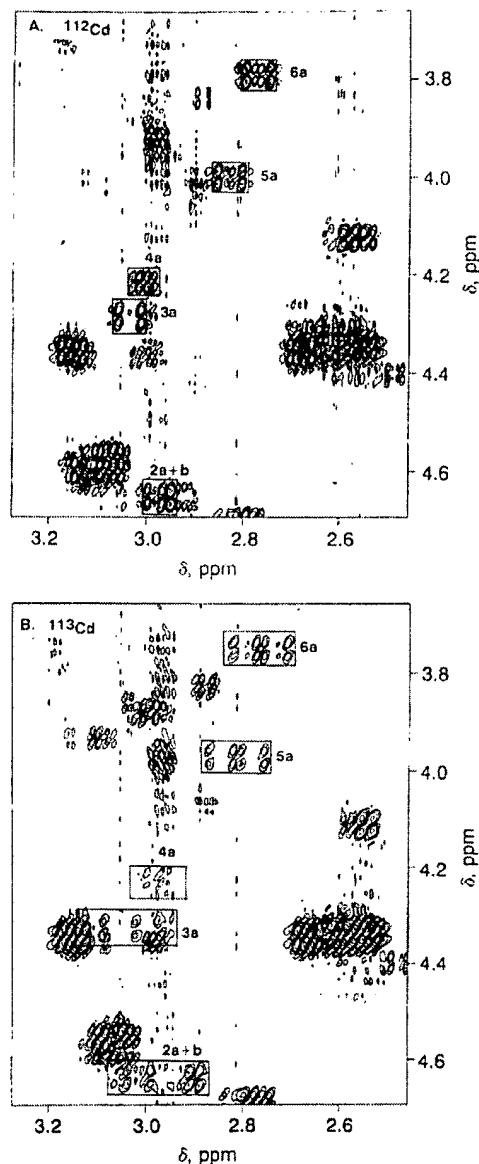 A. ¹¹²Cd
6a
3.8
5a
4.0
4a
4.2
3a
4.4
2a+b
4.6
δ, ppm
3.2 3.0 2.8 2.6
δ, ppm
B. ¹¹³Cd
6a
3.8
5a
4.0
4a
4.2
3a
4.4
2a+b
4.6
δ, ppm
3.2 3.0 2.8 2.6
δ, ppm